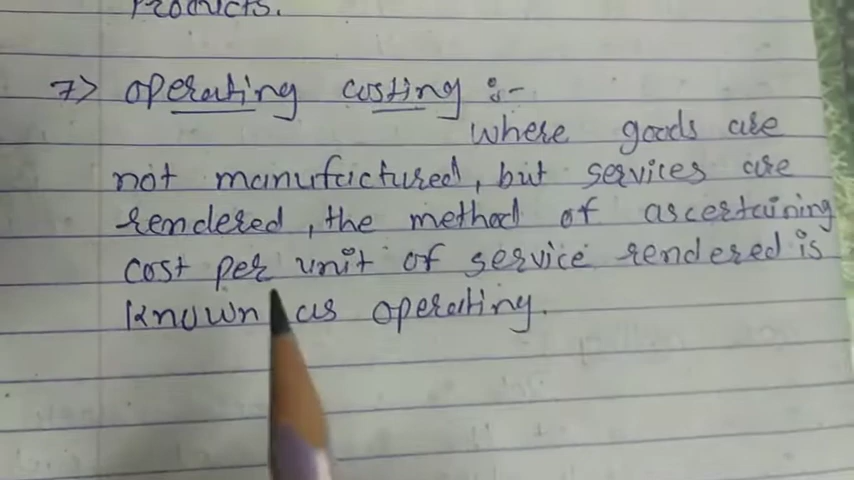 Products.
7> operating costing :-
where goods are
not manufactured, but services are
rendered, the method of ascertaining
cost per unit of service rendered is
known as operating.